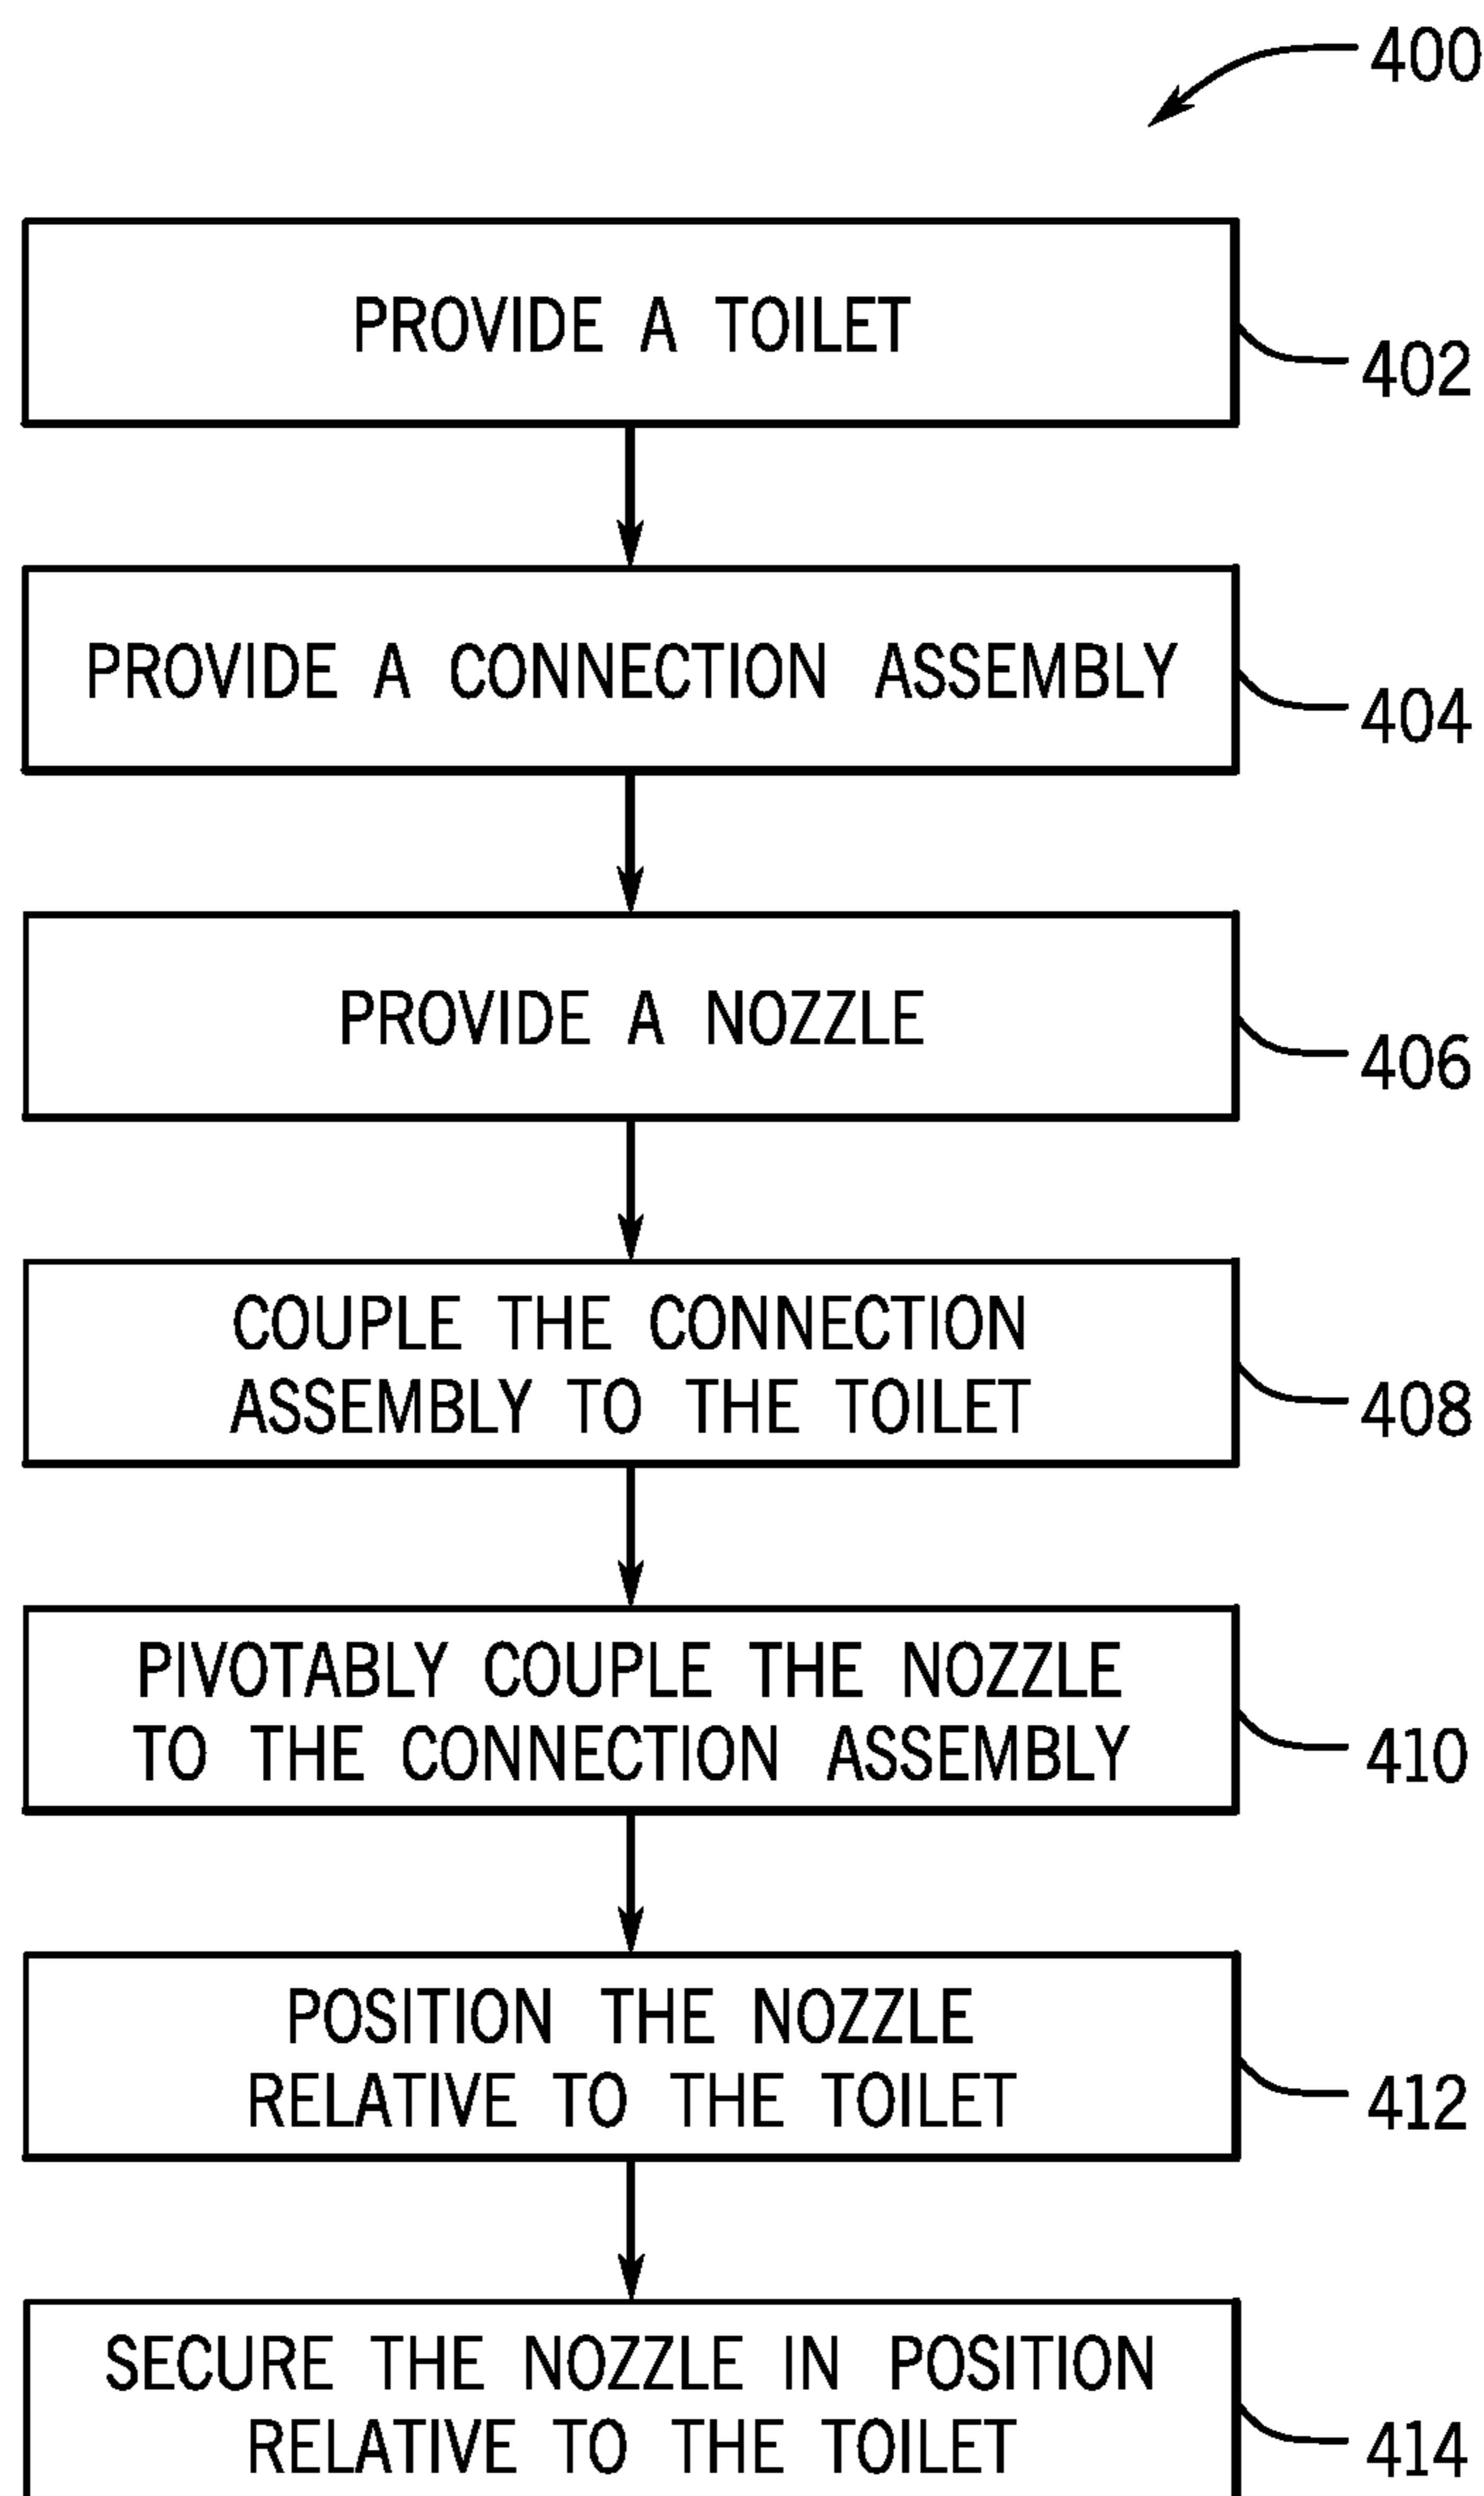 400
PROVIDE A TOILET
402
PROVIDE A CONNECTION ASSEMBLY
404
PROVIDE A NOZZLE
406
COUPLE THE CONNECTION
ASSEMBLY TO THE TOILET
408
PIVOTABLY COUPLE THE NOZZLE
TO THE CONNECTION ASSEMBLY
410
POSITION THE NOZZLE
RELATIVE TO THE TOILET
412
SECURE THE NOZZLE IN POSITION
RELATIVE TO THE TOILET
414